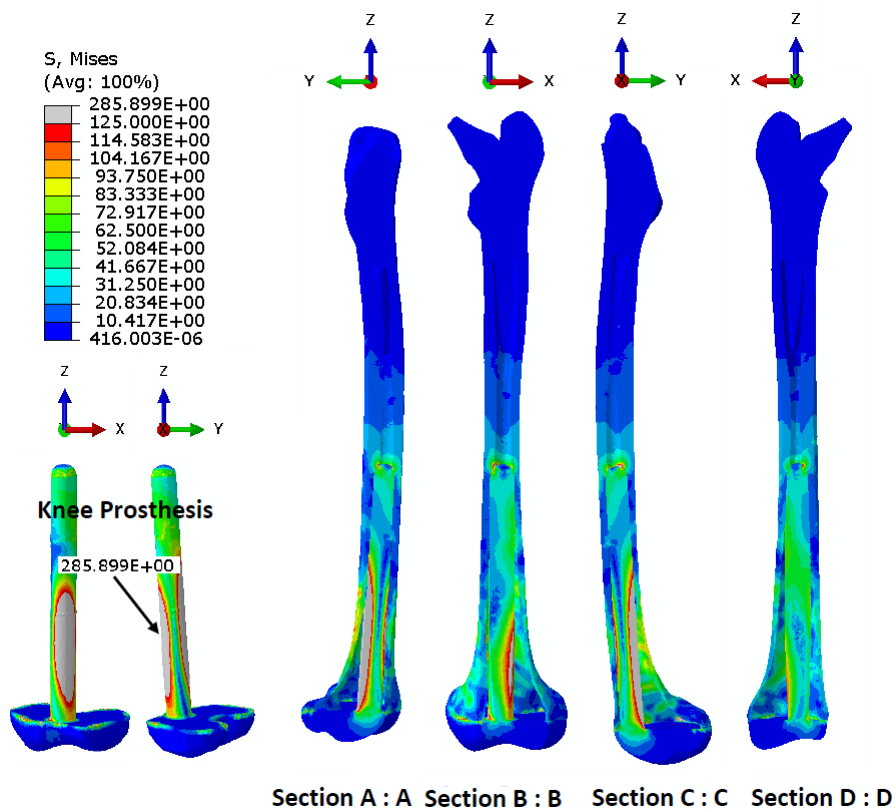 Z Z Z Z
Y X Y X Y
S, Mises
(Avg: 100%)
285.899E+00
125.000E+00
114.583E+00
104.167E+00
93.750E+00
83.333E+00
72.917E+00
62.500E+00
52.084E+00
41.667E+00
31.250E+00
20.834E+00
10.417E+00
416.003E-06
Z Z
X X Y
Knee Prosthesis
285.899E+00
Section A : A Section B : B Section C : C Section D : D